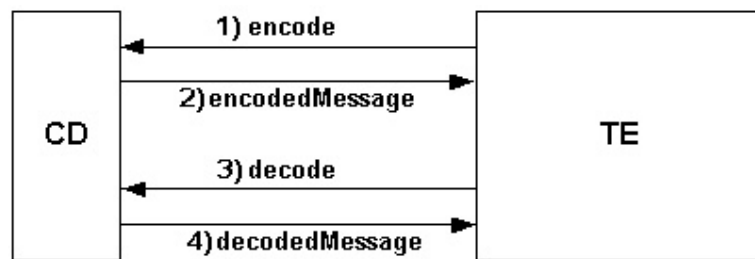 1) encode
2)encodedMessage
CD
TE
3) decode
4)decodedMessage